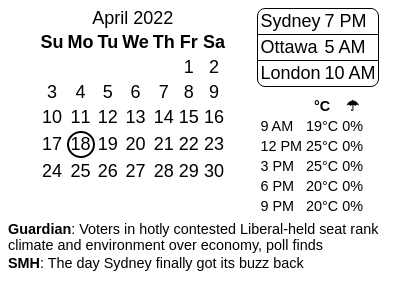 April 2022
Su Mo Tu We Th Fr Sa
1 2
3 4 5 6 7 8 9
10 11 12 13 14 15 16
17 18 19 20 21 22 23
24 25 26 27 28 29 30
Sydney 7 PM
Ottawa 5 AM
London 10 AM
°C ☂
9 AM 19°C 0%
12 PM 25°C 0%
3 PM 25°C 0%
6 PM 20°C 0%
9 PM 20°C 0%
Guardian: Voters in hotly contested Liberal-held seat rank
climate and environment over economy, poll finds
SMH: The day Sydney finally got its buzz back